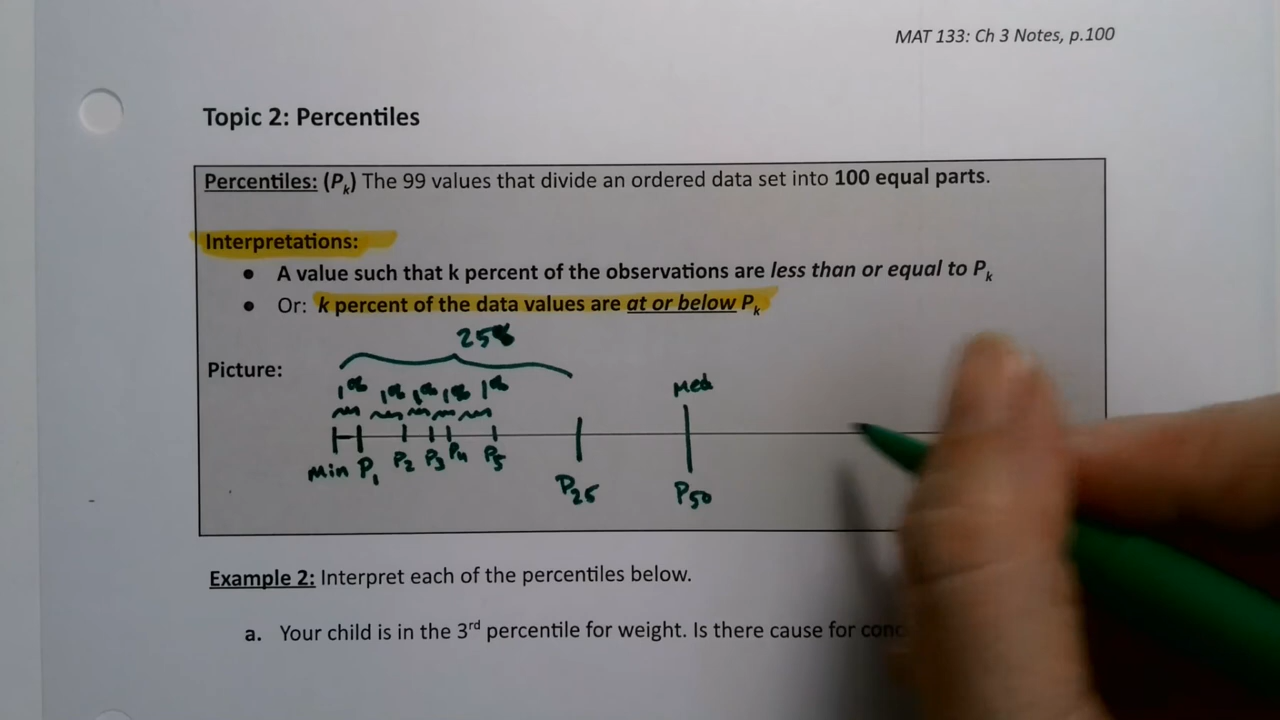 MAT 133: Ch 3 Notes, p.100
Topic 2: Percentiles
Percentiles: (Pk) The 99 values that divide an ordered data set into 100 equal parts.
Interpretations:
• A value such that k percent of the observations are less than or equal to Pk
• Or: k percent of the data values are at or below Pk
25%
Picture:
1% 1% 1% 1% 1% Med
Min P1 P2 P3 P4 P5 P25 P50
Example 2: Interpret each of the percentiles below.
a. Your child is in the 3rd percentile for weight. Is there cause for